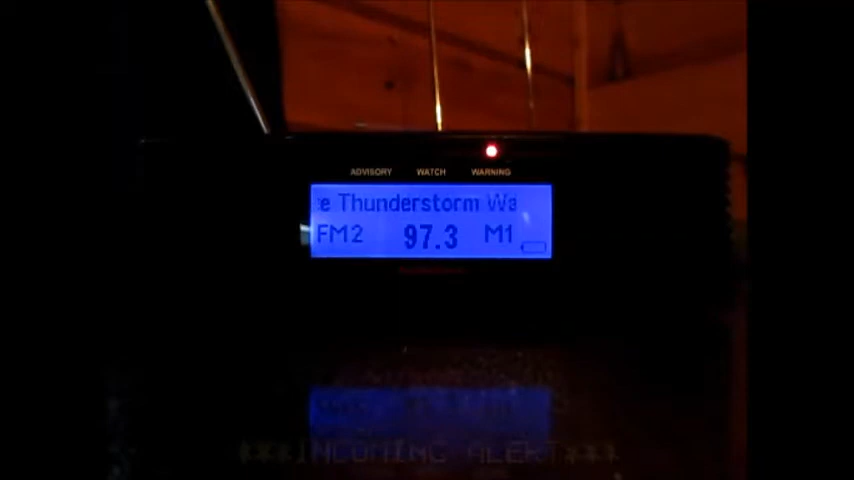 ADVISORY WATCH WARNING
e Thunderstorm Wa
FM2 97.3 M1
***INCOMING ALERT***